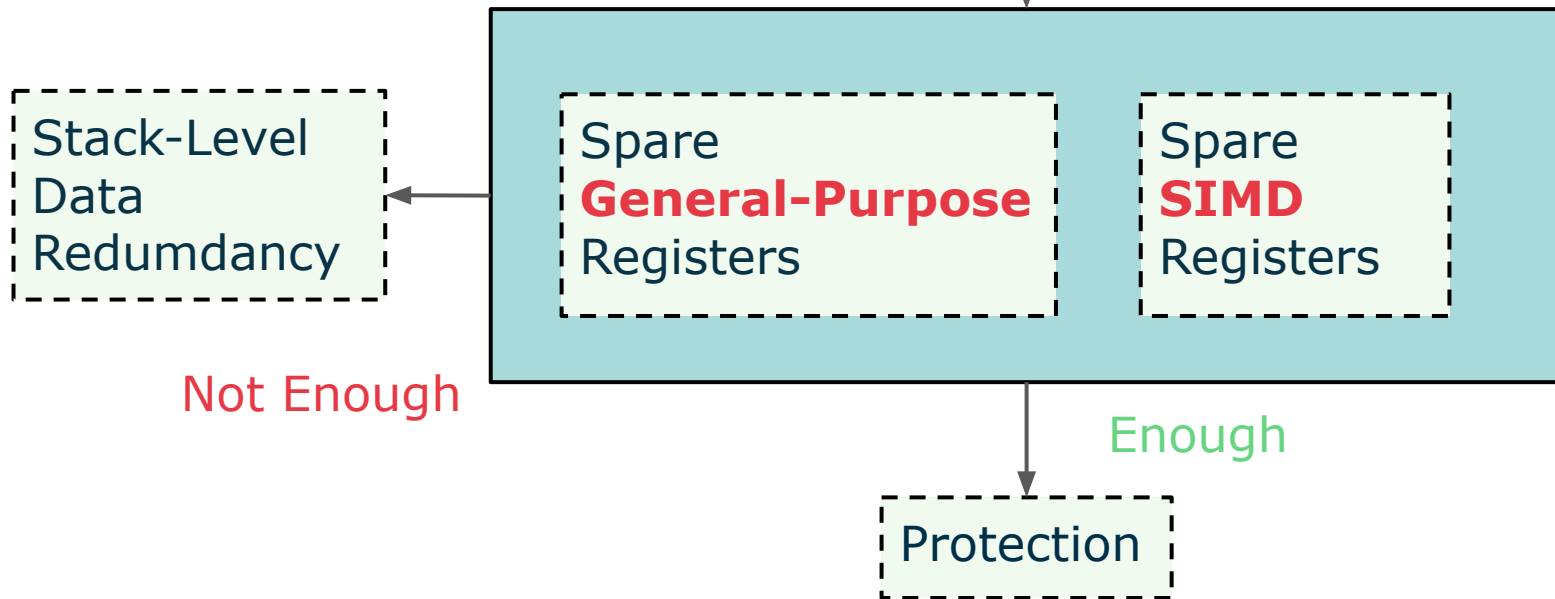 Stack-Level
Data
Redumdancy
Spare
General-Purpose
Registers
Spare
SIMD
Registers
Not Enough
Enough
Protection